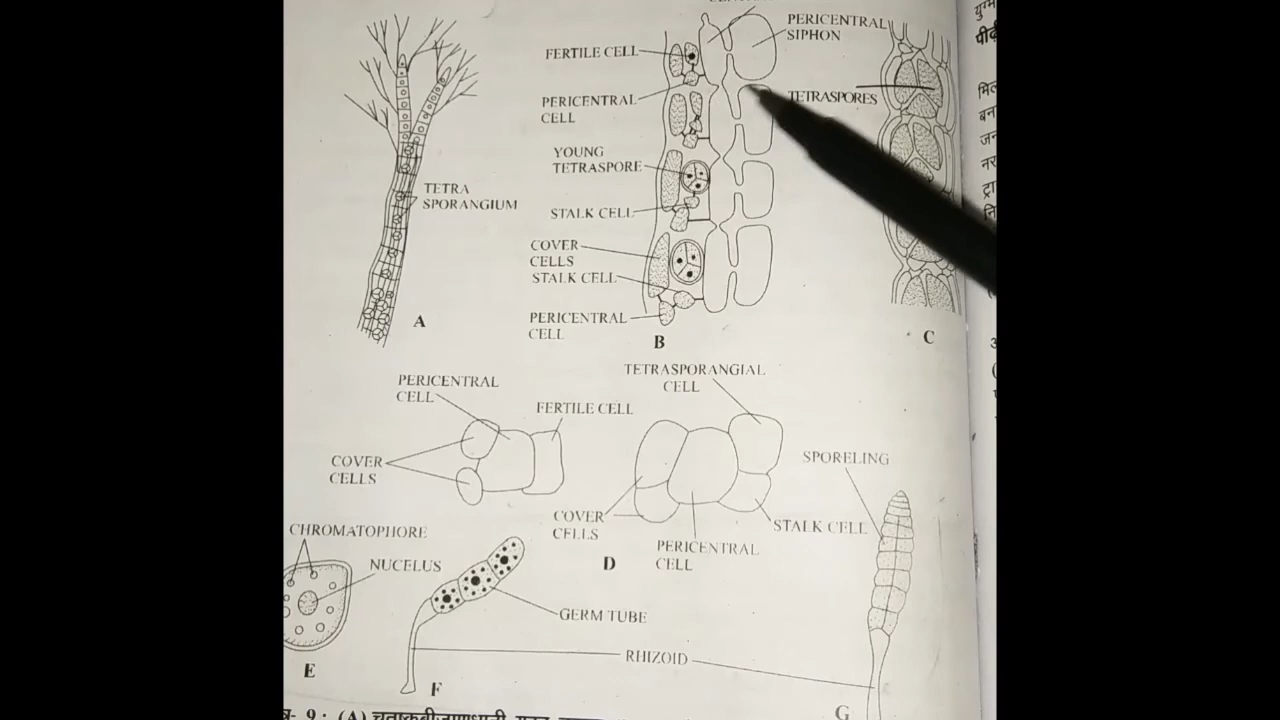 PERICENTRAL
SIPHON
FERTILE CELL
PERICENTRAL
CELL
TETRASPORES
YOUNG
TETRASPORE
TETRA
SPORANGIUM
STALK CELL
COVER
CELLS
STALK CELL
PERICENTRAL
CELL
A
B
C
TETRASPORANGIAL
CELL
PERICENTRAL
CELL
FERTILE CELL
COVER
CELLS
SPORELING
COVER
CELLS
STALK CELL
PERICENTRAL
CELL
D
CHROMATOPHORE
NUCELUS
GERM TUBE
RHIZOID
E
F
G
9 : (A)